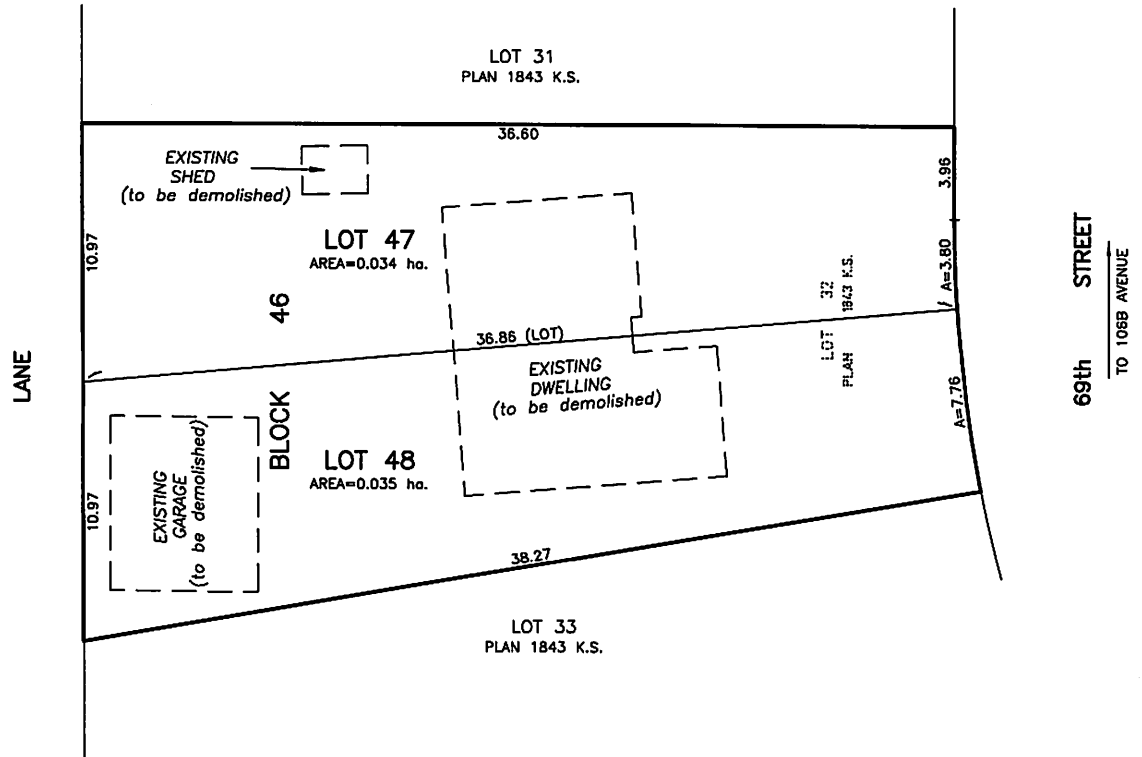 LOT 31
PLAN 1843 K.S.
36.60
EXISTING
SHED
(to be demolished)
3.96
10.97
LOT 47
AREA=0.034 ha.
A=3.80
LOT 32
PLAN 1843 K.S.
69th STREET
TO 106B AVENUE
BLOCK 46
36.86 (LOT)
LANE
EXISTING
DWELLING
(to be demolished)
A=7.76
LOT 48
AREA=0.035 ha.
10.97
EXISTING
GARAGE
(to be demolished)
38.27
LOT 33
PLAN 1843 K.S.